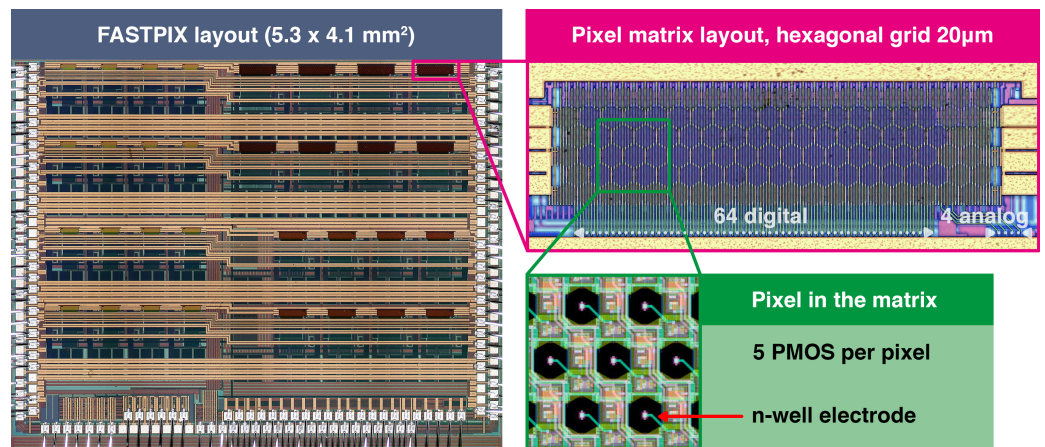 FASTPIX layout (5.3 x 4.1 mm²)
Pixel matrix layout, hexagonal grid 20µm
64 digital
4 analog
Pixel in the matrix
5 PMOS per pixel
n-well electrode